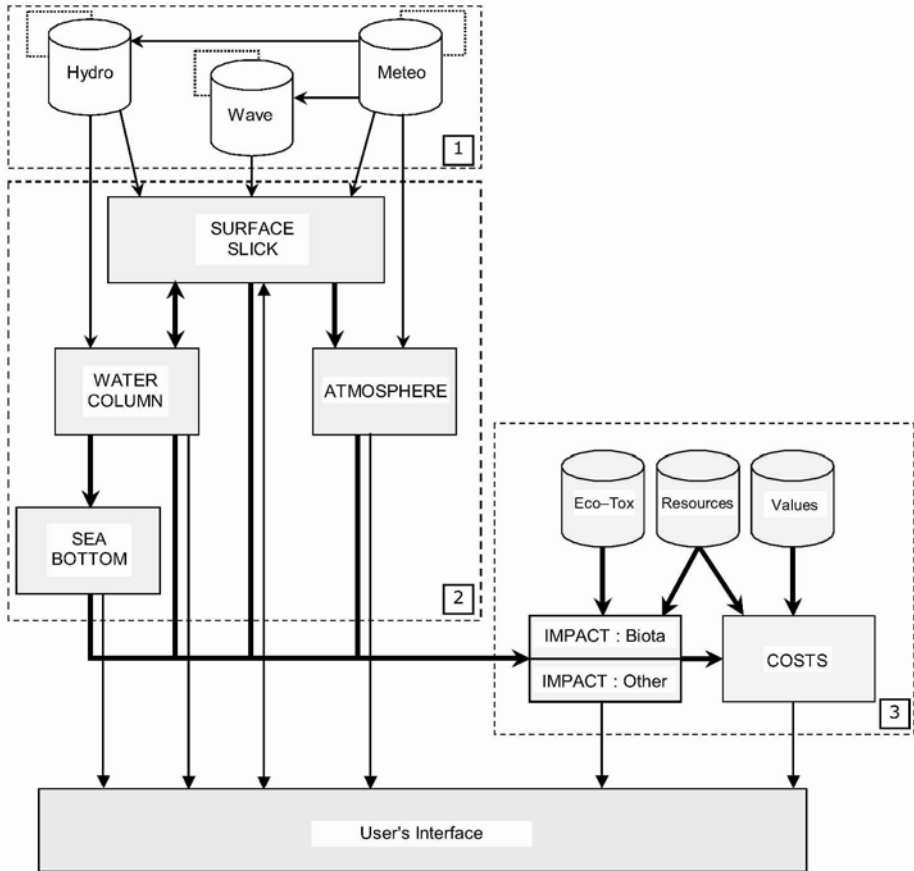 Hydro
Meteo
Wave
1
SURFACE
SLICK
WATER
COLUMN
ATMOSPHERE
SEA
BOTTOM
2
Eco–Tox
Resources
Values
IMPACT : Biota
IMPACT : Other
COSTS
3
User's Interface